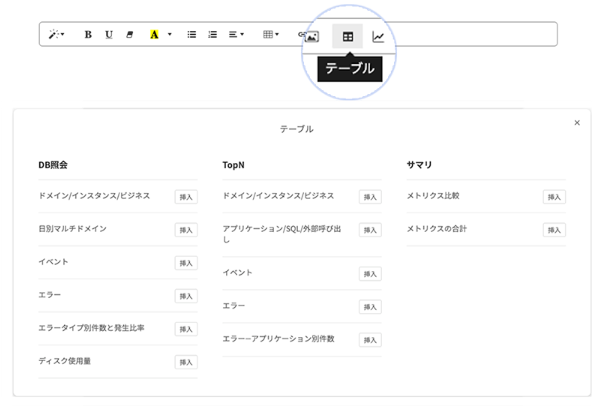 B U A
テーブル
テーブル
×
DB照会
ドメイン/インスタンス/ビジネス 挿入
日別マルチドメイン 挿入
イベント 挿入
エラー 挿入
エラータイプ別件数と発生比率 挿入
ディスク使用量 挿入
TopN
ドメイン/インスタンス/ビジネス 挿入
アプリケーション/SQL/外部呼び出 挿入
し
イベント 挿入
エラー 挿入
エラー–アプリケーション別件数 挿入
サマリ
メトリクス比較 挿入
メトリクスの合計 挿入